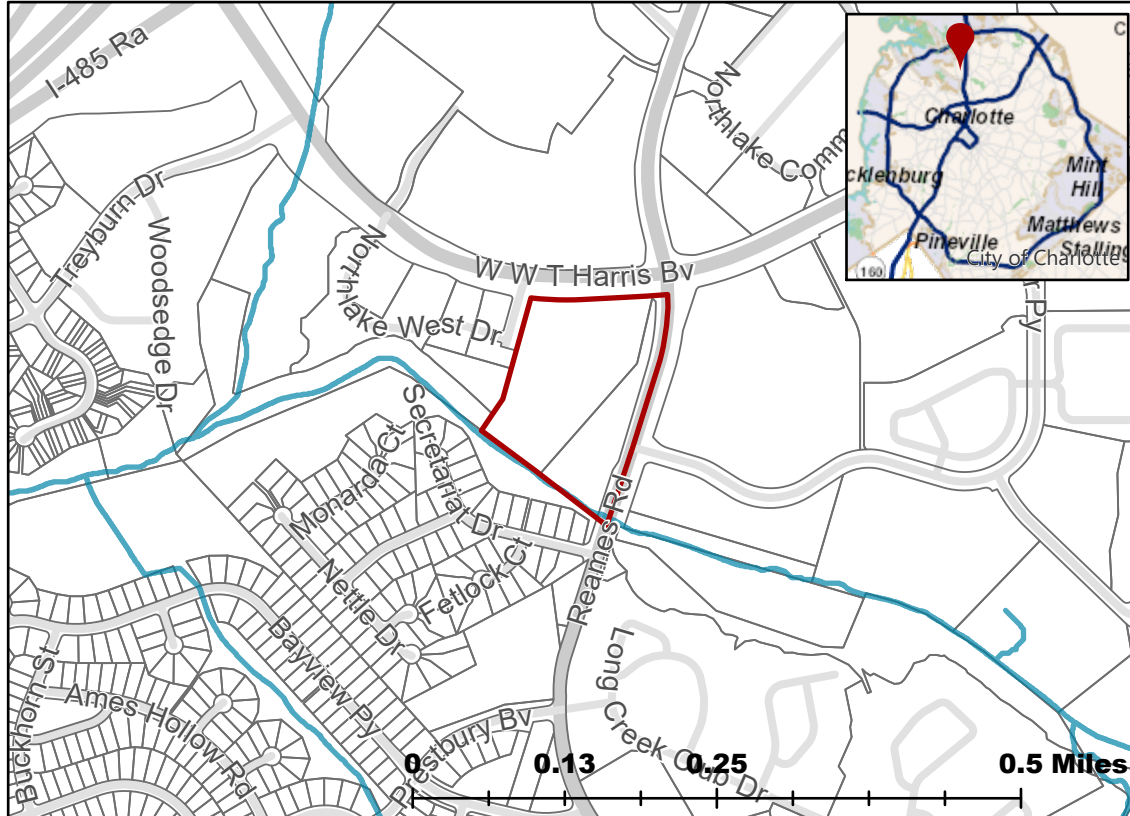 I-485 Ra
Treyburn Dr
Woodsedge Dr
Northlake West Dr
W W T Harris Bv
Northlake Comm
C
Charlotte
cklenburg
Mint
Hill
Matthews
Pineville
Stalling
City of Charlotte
160
r Py
Secretariat Dr
Monarda Ct
Nettle Dr
Fetlock Ct
Reames Rd
Long Creek Club Dr
Bayview Py
Prestbury Bv
Buckhorn St
Ames Hollow Rd
0 0.13 0.25 0.5 Miles